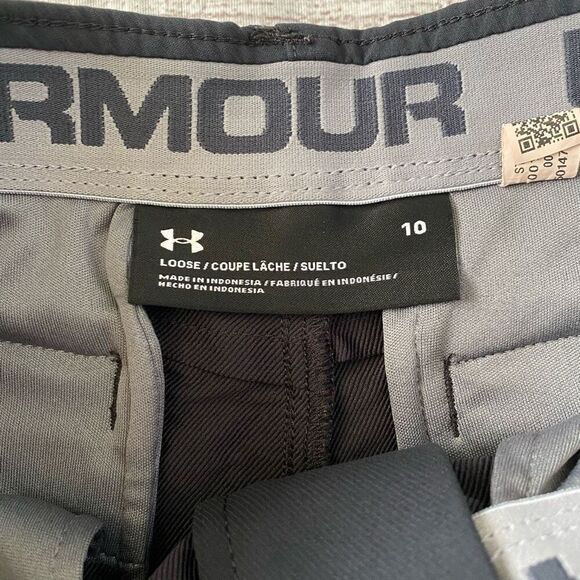 RMOUR
10
LOOSE / COUPE LÂCHE / SUELTO
MADE IN INDONESIA / FABRIQUÉ EN INDONÉSIE /
HECHO EN INDONESIA